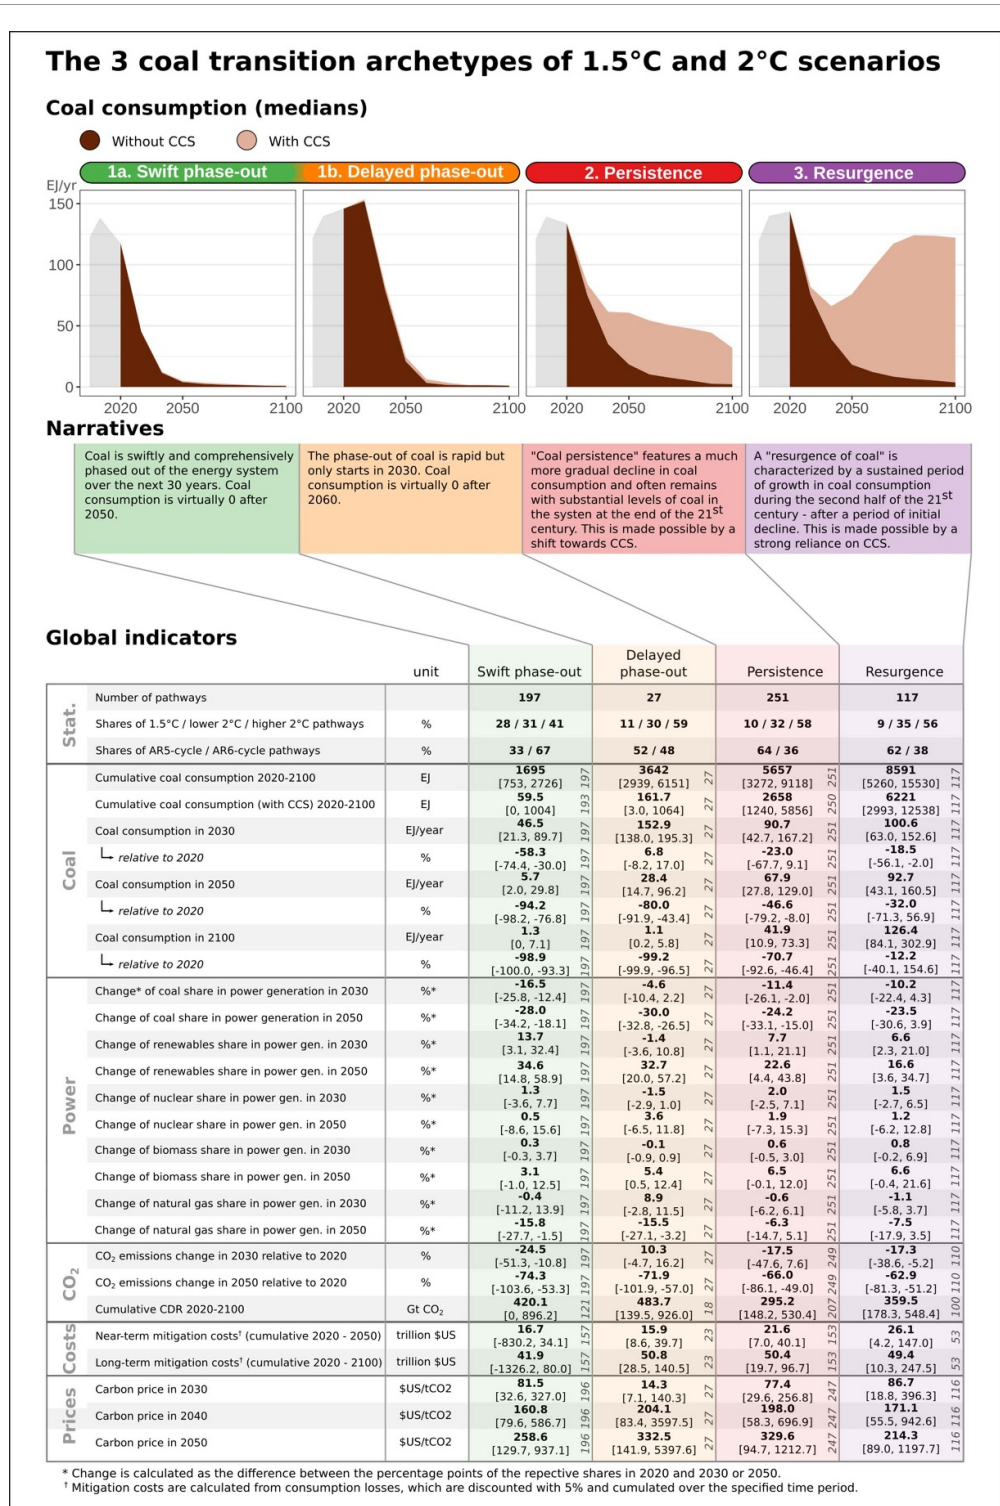 The 3 coal transition archetypes of 1.5°C and 2°C scenarios
Coal consumption (medians)
Without CCS With CCS
1a. Swift phase-out 1b. Delayed phase-out 2. Persistence 3. Resurgence
EJ/yr
150
100
50
0
2020 2050 2100 2020 2050 2100 2020 2050 2100 2020 2050 2100
Narratives
Coal is swiftly and comprehensively
phased out of the energy system
over the next 30 years. Coal
consumption is virtually 0 after
2050.
The phase-out of coal is rapid but
only starts in 2030. Coal
consumption is virtually 0 after
2060.
"Coal persistence" features a much
more gradual decline in coal
consumption and often remains
with substantial levels of coal in
the systen at the end of the 21st
century. This is made possible by a
shift towards CCS.
A "resurgence of coal" is
characterized by a sustained period
of growth in coal consumption
during the second half of the 21st
century - after a period of initial
decline. This is made possible by a
strong reliance on CCS.
Global indicators
unit Swift phase-out Delayed phase-out Persistence Resurgence
Stat.
Number of pathways 197 27 251 117
Shares of 1.5°C / lower 2°C / higher 2°C pathways % 28 / 31 / 41 11 / 30 / 59 10 / 32 / 58 9 / 35 / 56
Shares of AR5-cycle / AR6-cycle pathways % 33 / 67 52 / 48 64 / 36 62 / 38
Coal
Cumulative coal consumption 2020-2100 EJ 1695 [753, 2726] 197 3642 [2939, 6151] 27 5657 [3272, 9118] 251 8591 [5260, 15530] 117
Cumulative coal consumption (with CCS) 2020-2100 EJ 59.5 [0, 1004] 193 161.7 [3.0, 1064] 27 2658 [1240, 5856] 250 6221 [2993, 12538] 117
Coal consumption in 2030 EJ/year 46.5 [21.3, 89.7] 197 152.9 [138.0, 195.3] 27 90.7 [42.7, 167.2] 251 100.6 [63.0, 152.6] 117
relative to 2020 % -58.3 [-74.4, -30.0] 197 6.8 [-8.2, 17.0] 27 -23.0 [-67.7, 9.1] 251 -18.5 [-56.1, -2.0] 117
Coal consumption in 2050 EJ/year 5.7 [2.0, 29.8] 197 28.4 [14.7, 96.2] 27 67.9 [27.8, 129.0] 251 92.7 [43.1, 160.5] 117
relative to 2020 % -94.2 [-98.2, -76.8] 197 -80.0 [-91.9, -43.4] 27 -46.6 [-79.2, -8.0] 251 -32.0 [-71.3, 56.9] 117
Coal consumption in 2100 EJ/year 1.3 [0, 7.1] 197 1.1 [0.2, 5.8] 27 41.9 [10.9, 73.3] 251 126.4 [84.1, 302.9] 117
relative to 2020 % -98.9 [-100.0, -93.3] 197 -99.2 [-99.9, -96.5] 27 -70.7 [-92.6, -46.4] 251 -12.2 [-40.1, 154.6] 117
Power
Change* of coal share in power generation in 2030 %* -16.5 [-25.8, -12.4] 197 -4.6 [-10.4, 2.2] 27 -11.4 [-26.1, -2.0] 251 -10.2 [-22.4, 4.3] 117
Change of coal share in power generation in 2050 %* -28.0 [-34.2, -18.1] 197 -30.0 [-32.8, -26.5] 27 -24.2 [-33.1, -15.0] 251 -23.5 [-30.6, 3.9] 117
Change of renewables share in power gen. in 2030 %* 13.7 [3.1, 32.4] 197 -1.4 [-3.6, 10.8] 27 7.7 [1.1, 21.1] 251 6.6 [2.3, 21.0] 117
Change of renewables share in power gen. in 2050 %* 34.6 [14.8, 58.9] 197 32.7 [20.0, 57.2] 27 22.6 [4.4, 43.8] 251 16.6 [3.6, 34.7] 117
Change of nuclear share in power gen. in 2030 %* 1.3 [-3.6, 7.7] 197 -1.5 [-2.9, 1.0] 27 2.0 [-2.5, 7.1] 251 1.5 [-2.7, 6.5] 117
Change of nuclear share in power gen. in 2050 %* 0.5 [-8.6, 15.6] 197 3.6 [-6.5, 11.8] 27 1.9 [-7.3, 15.3] 251 1.2 [-6.2, 12.8] 117
Change of biomass share in power gen. in 2030 %* 0.3 [-0.3, 3.7] 197 -0.1 [-0.9, 0.9] 27 0.6 [-0.5, 3.0] 251 0.8 [-0.2, 6.9] 117
Change of biomass share in power gen. in 2050 %* 3.1 [-1.0, 12.5] 197 5.4 [0.5, 12.4] 27 6.5 [-0.1, 12.0] 251 6.6 [-0.4, 21.6] 117
Change of natural gas share in power gen. in 2030 %* -0.4 [-11.2, 13.9] 197 8.9 [-2.8, 11.5] 27 -0.6 [-6.2, 6.1] 251 -1.1 [-5.8, 3.7] 117
Change of natural gas share in power gen. in 2050 %* -15.8 [-27.7, -1.5] 197 -15.5 [-27.1, -3.2] 27 -6.3 [-14.7, 5.1] 251 -7.5 [-17.9, 3.5] 117
CO₂
CO₂ emissions change in 2030 relative to 2020 % -24.5 [-51.3, -10.8] 197 10.3 [-4.7, 16.2] 27 -17.5 [-47.6, 7.6] 249 -17.3 [-38.6, -5.2] 110
CO₂ emissions change in 2050 relative to 2020 % -74.3 [-103.6, -53.3] 197 -71.9 [-101.9, -57.0] 27 -66.0 [-86.1, -49.0] 249 -62.9 [-81.3, -51.2] 110
Cumulative CDR 2020-2100 Gt CO₂ 420.1 [0, 896.2] 121 483.7 [139.5, 926.0] 18 295.2 [148.2, 530.4] 207 359.5 [178.3, 548.4] 100
Costs
Near-term mitigation costs† (cumulative 2020 - 2050) trillion $US 16.7 [-830.2, 34.1] 157 15.9 [8.6, 39.7] 23 21.6 [7.0, 40.1] 153 26.1 [4.2, 147.0] 53
Long-term mitigation costs† (cumulative 2020 - 2100) trillion $US 41.9 [-1326.2, 80.0] 157 50.8 [28.5, 140.5] 23 50.4 [19.7, 96.7] 153 49.4 [10.3, 247.5] 53
Prices
Carbon price in 2030 $US/tCO2 81.5 [32.6, 327.0] 196 14.3 [7.1, 140.3] 27 77.4 [29.6, 256.8] 247 86.7 [18.8, 396.3] 116
Carbon price in 2040 $US/tCO2 160.8 [79.6, 586.7] 196 204.1 [83.4, 3597.5] 27 198.0 [58.3, 696.9] 247 171.1 [55.5, 942.6] 116
Carbon price in 2050 $US/tCO2 258.6 [129.7, 937.1] 196 332.5 [141.9, 5397.6] 27 329.6 [94.7, 1212.7] 247 214.3 [89.0, 1197.7] 116
* Change is calculated as the difference between the percentage points of the repective shares in 2020 and 2030 or 2050.
† Mitigation costs are calculated from consumption losses, which are discounted with 5% and cumulated over the specified time period.